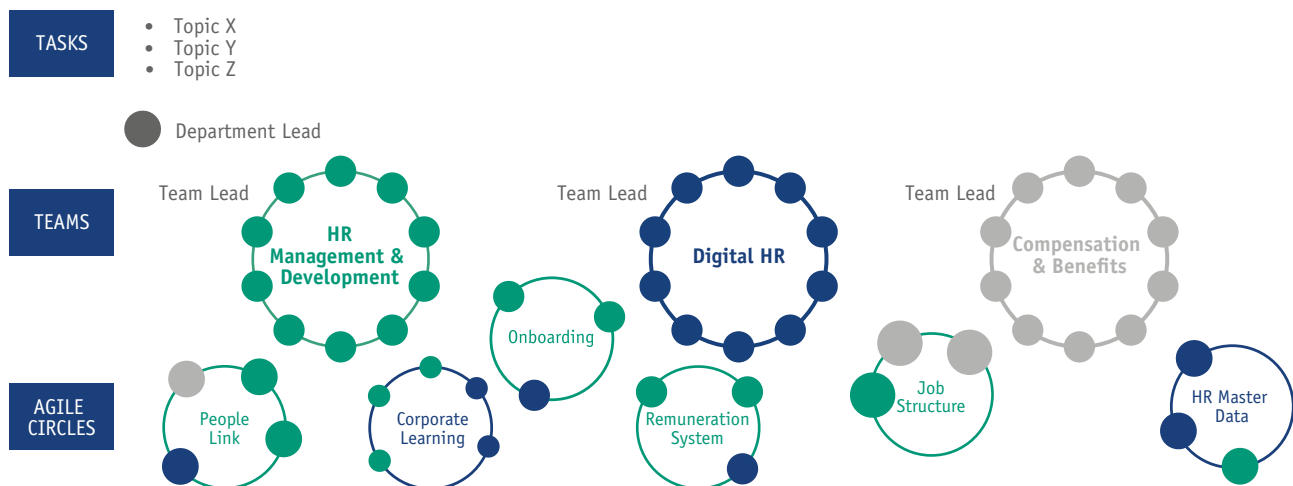 TASKS
• Topic X
• Topic Y
• Topic Z
Department Lead
TEAMS
Team Lead
HR
Management &
Development
Team Lead
Digital HR
Team Lead
Compensation
& Benefits
Onboarding
AGILE
CIRCLES
People
Link
Corporate
Learning
Remuneration
System
Job
Structure
HR Master
Data